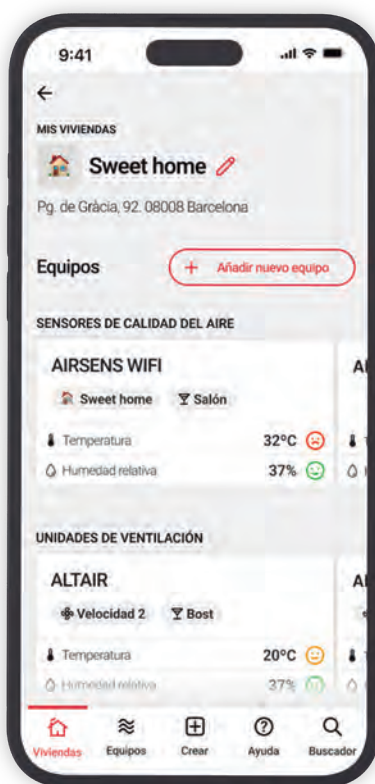 9:41
MIS VIVIENDAS
Sweet home
Pg. de Gràcia, 92. 08008 Barcelona
Equipos
+ Añadir nuevo equipo
SENSORES DE CALIDAD DEL AIRE
AIRSENS WIFI
Sweet home Salón
Temperatura 32°C
Humedad relativa 37%
UNIDADES DE VENTILACIÓN
ALTAIR
Velocidad 2 Bost
Temperatura 20°C
Humedad relativa 37%
Viviendas Equipos Crear Ayuda Buscador